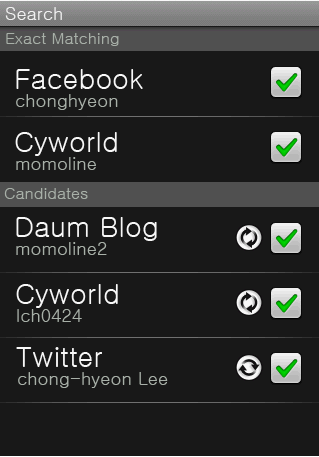 Search
Exact Matching
Facebook
chonghyeon
Cyworld
momoline
Candidates
Daum Blog
momoline2
Cyworld
lch0424
Twitter
chong-hyeon Lee